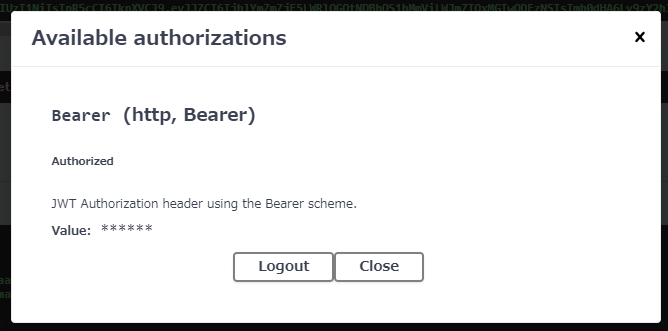 Available authorizations
Bearer (http, Bearer)
Authorized
JWT Authorization header using the Bearer scheme.
Value: ******
Logout
Close